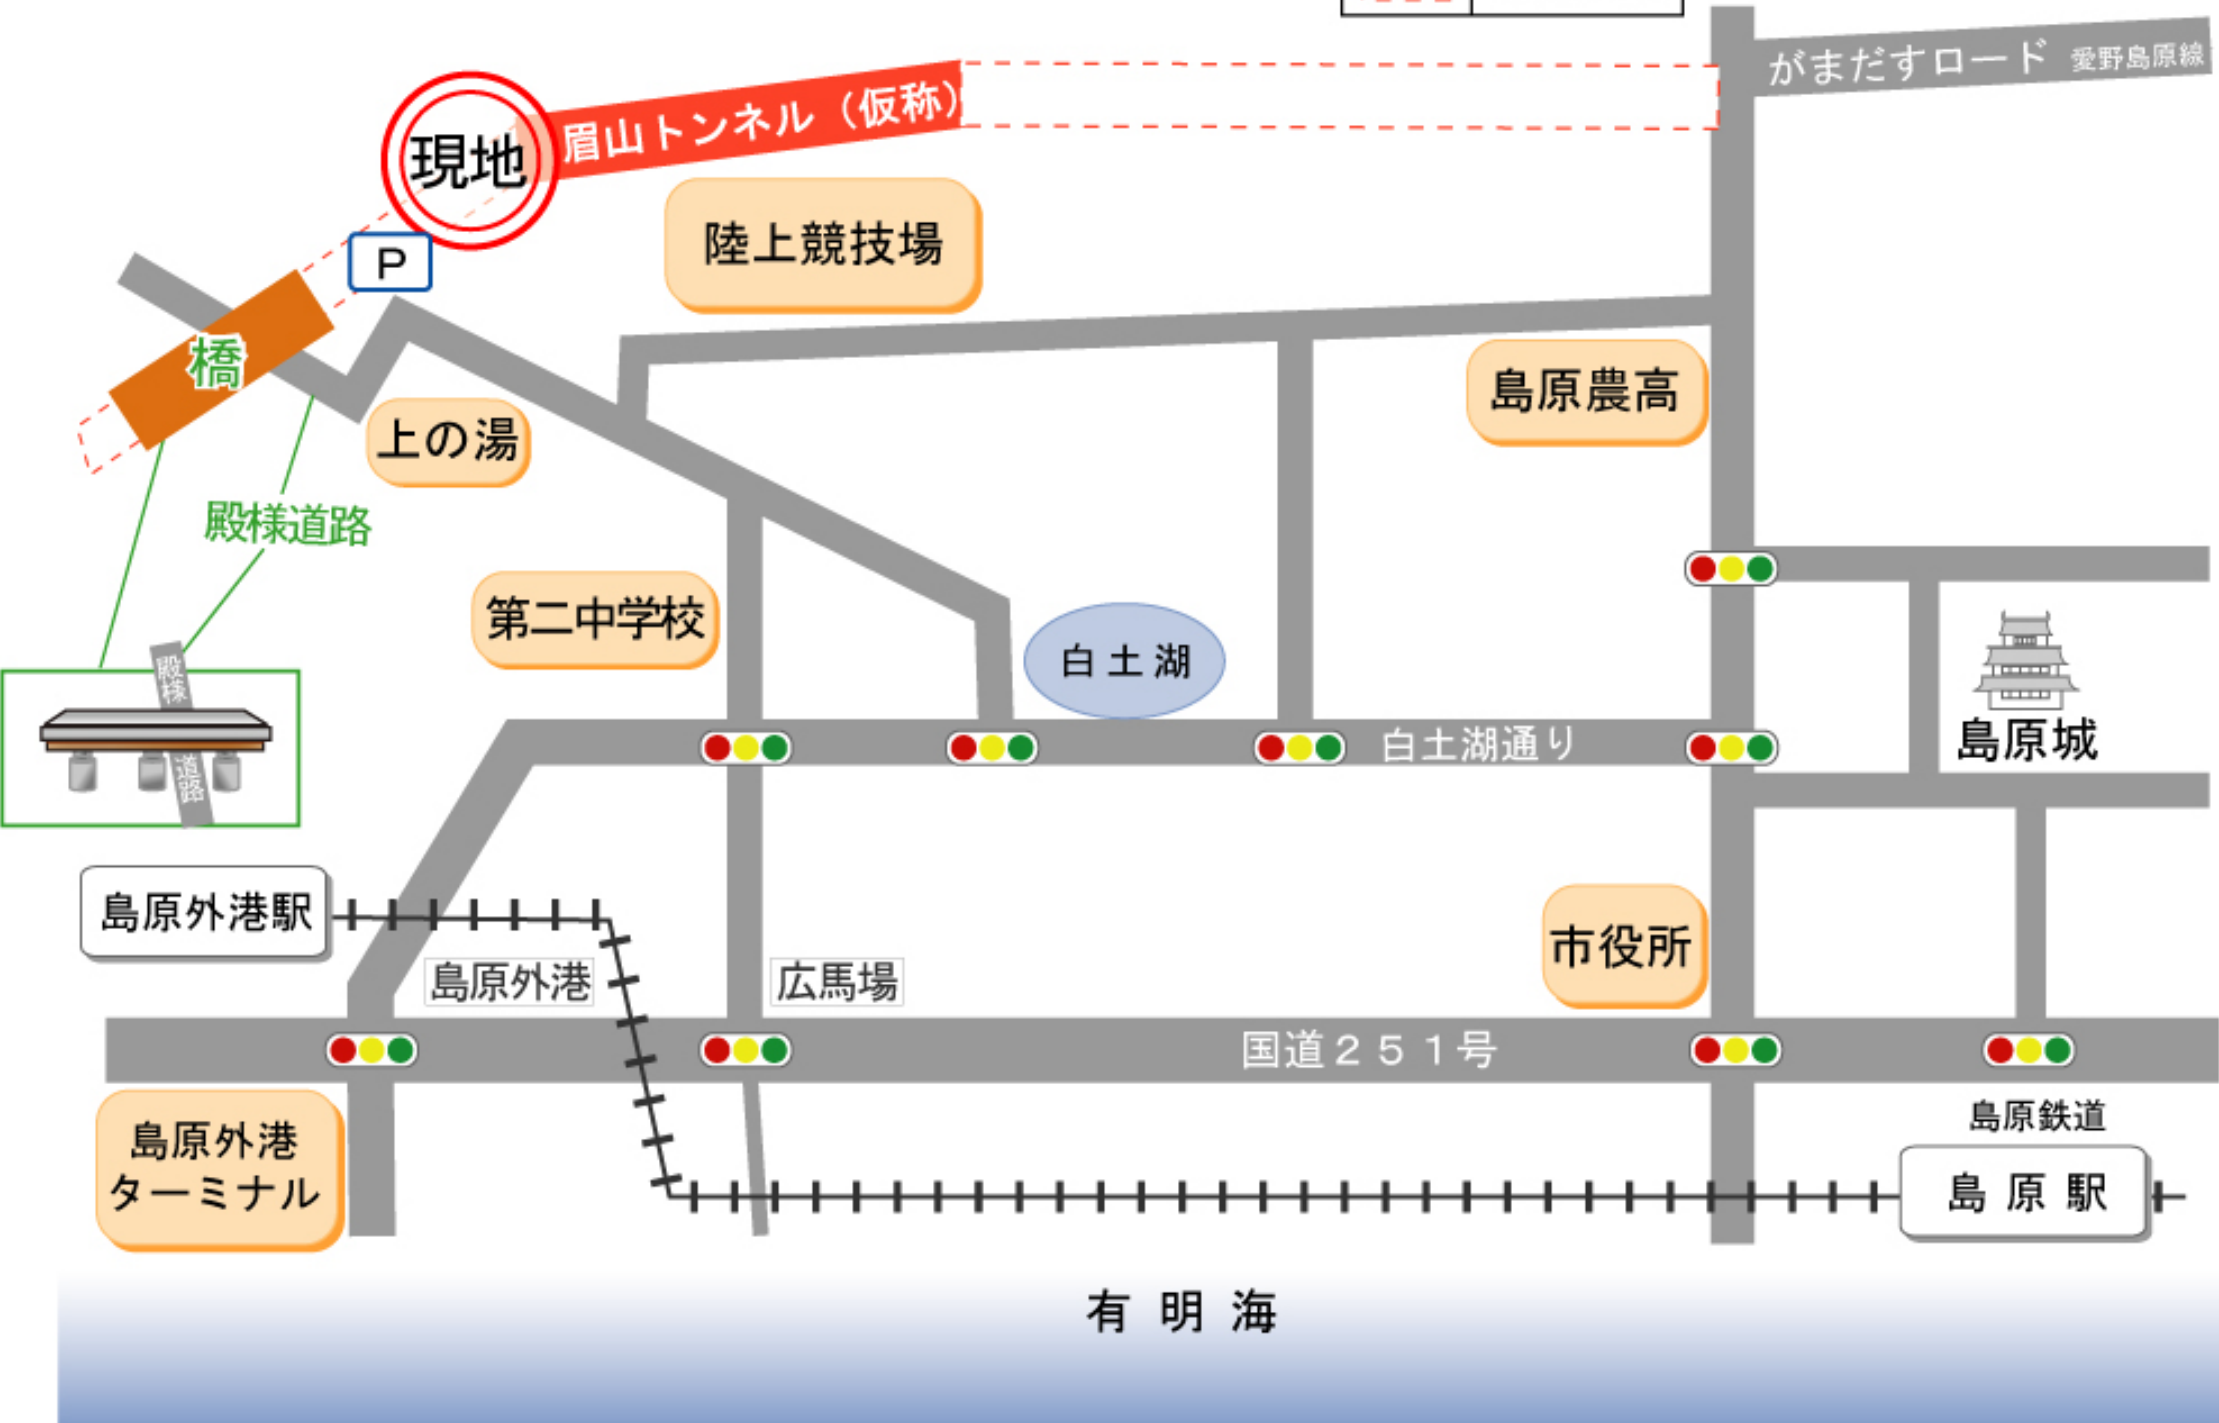 がまだすロード 愛野島原線
眉山トンネル（仮称）
現地
P
陸上競技場
橋
島原農高
上の湯
殿様道路
第二中学校
白土湖
殿様
道路
白土湖通り
島原城
島原外港駅
市役所
島原外港
広馬場
国道２５１号
島原外港
ターミナル
島原鉄道
島原駅
有明海